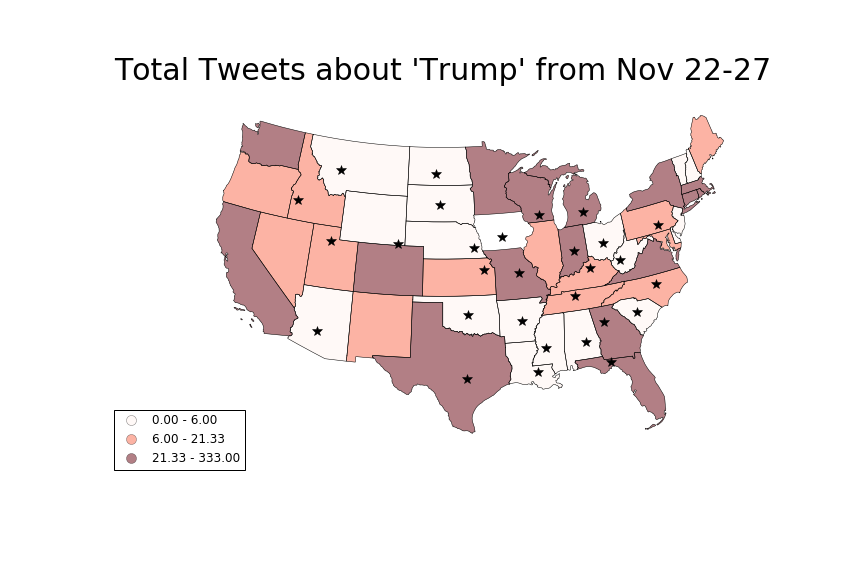 Total Tweets about 'Trump' from Nov 22-27
0.00 - 6.00
6.00 - 21.33
21.33 - 333.00